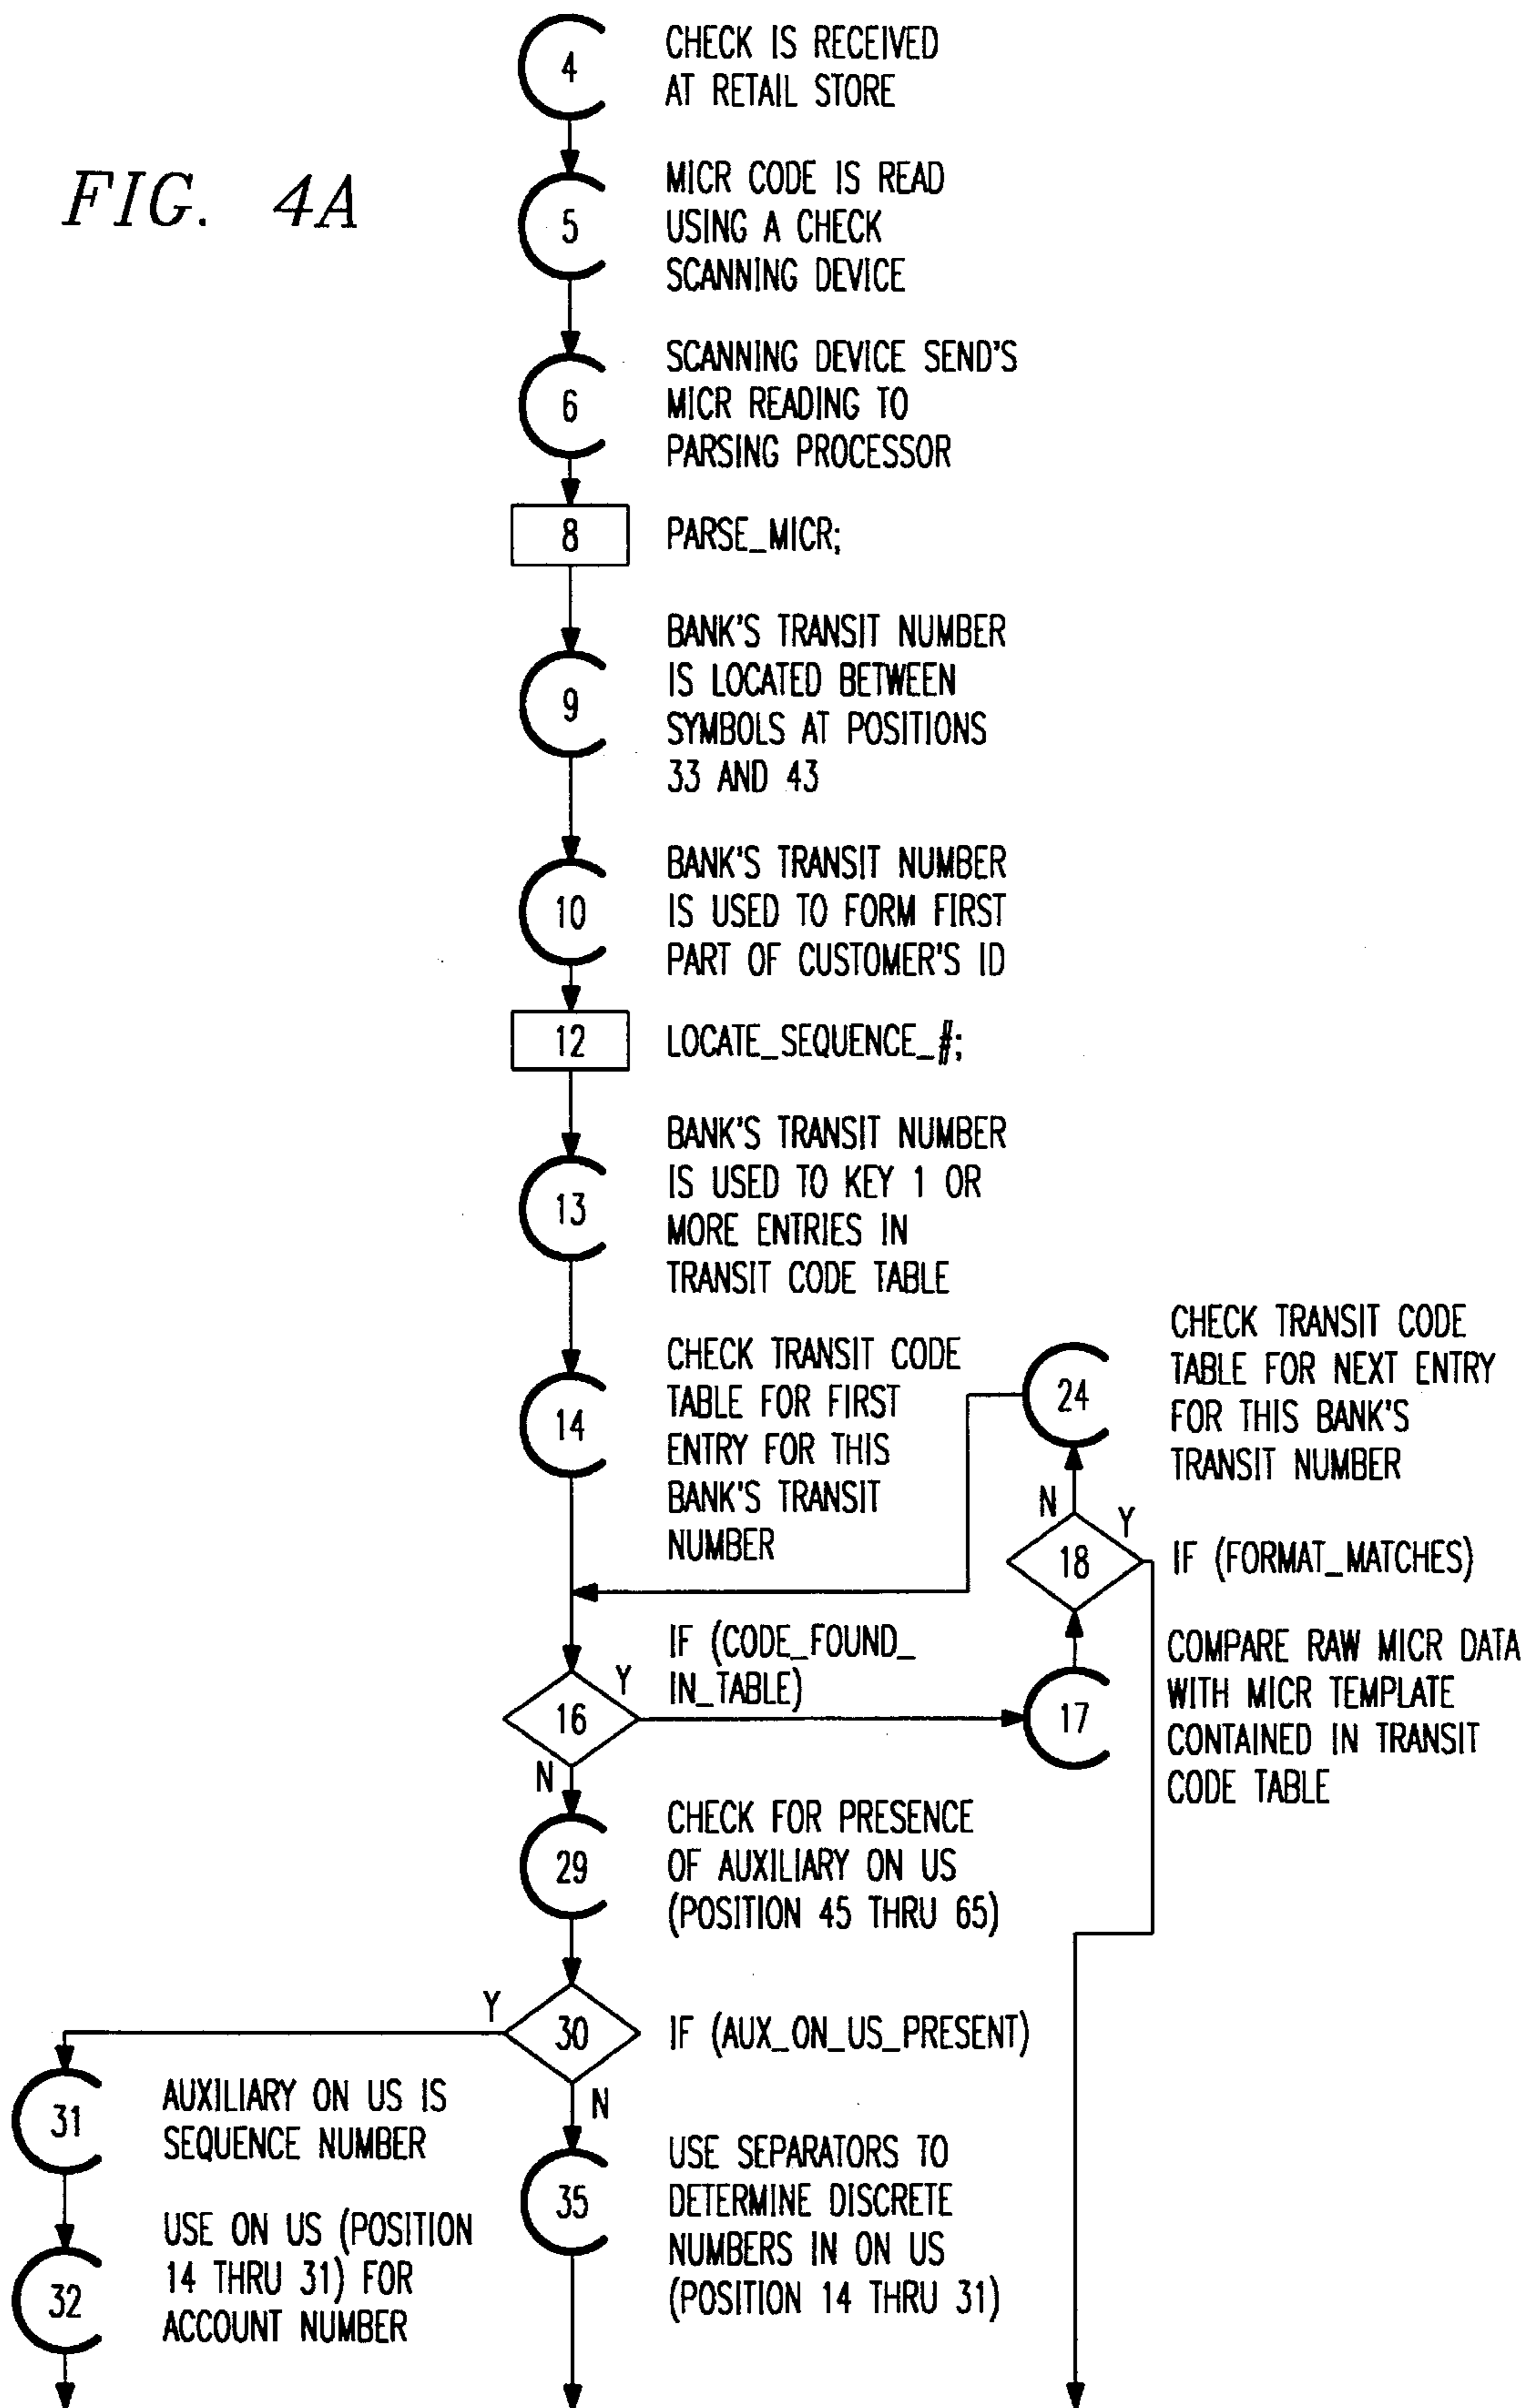 FIG. 4A
4
CHECK IS RECEIVED
AT RETAIL STORE
5
MICR CODE IS READ
USING A CHECK
SCANNING DEVICE
6
SCANNING DEVICE SEND'S
MICR READING TO
PARSING PROCESSOR
8
PARSE_MICR;
9
BANK'S TRANSIT NUMBER
IS LOCATED BETWEEN
SYMBOLS AT POSITIONS
33 AND 43
10
BANK'S TRANSIT NUMBER
IS USED TO FORM FIRST
PART OF CUSTOMER'S ID
12
LOCATE_SEQUENCE_#;
13
BANK'S TRANSIT NUMBER
IS USED TO KEY 1 OR
MORE ENTRIES IN
TRANSIT CODE TABLE
14
CHECK TRANSIT CODE
TABLE FOR FIRST
ENTRY FOR THIS
BANK'S TRANSIT
NUMBER
24
CHECK TRANSIT CODE
TABLE FOR NEXT ENTRY
FOR THIS BANK'S
TRANSIT NUMBER
N
Y
18
IF (FORMAT_MATCHES)
16
Y
IF (CODE_FOUND_
IN_TABLE)
17
COMPARE RAW MICR DATA
WITH MICR TEMPLATE
CONTAINED IN TRANSIT
CODE TABLE
N
29
CHECK FOR PRESENCE
OF AUXILIARY ON US
(POSITION 45 THRU 65)
Y
30
IF (AUX_ON_US_PRESENT)
N
31
AUXILIARY ON US IS
SEQUENCE NUMBER
32
USE ON US (POSITION
14 THRU 31) FOR
ACCOUNT NUMBER
35
USE SEPARATORS TO
DETERMINE DISCRETE
NUMBERS IN ON US
(POSITION 14 THRU 31)